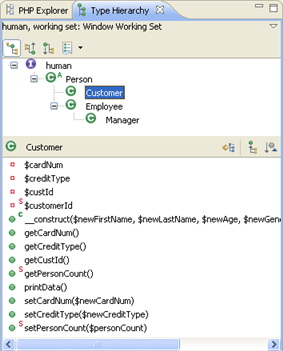 PHP Explorer
Type Hierarchy
human, working set: Window Working Set
human
Person
Customer
Employee
Manager
Customer
$cardNum
$creditType
$custId
$customerId
__construct($newFirstName, $newLastName, $newAge, $newGene
getCardNum()
getCreditType()
getCustId()
getPersonCount()
printData()
setCardNum($newCardNum)
setCreditType($newCreditType)
setPersonCount($personCount)